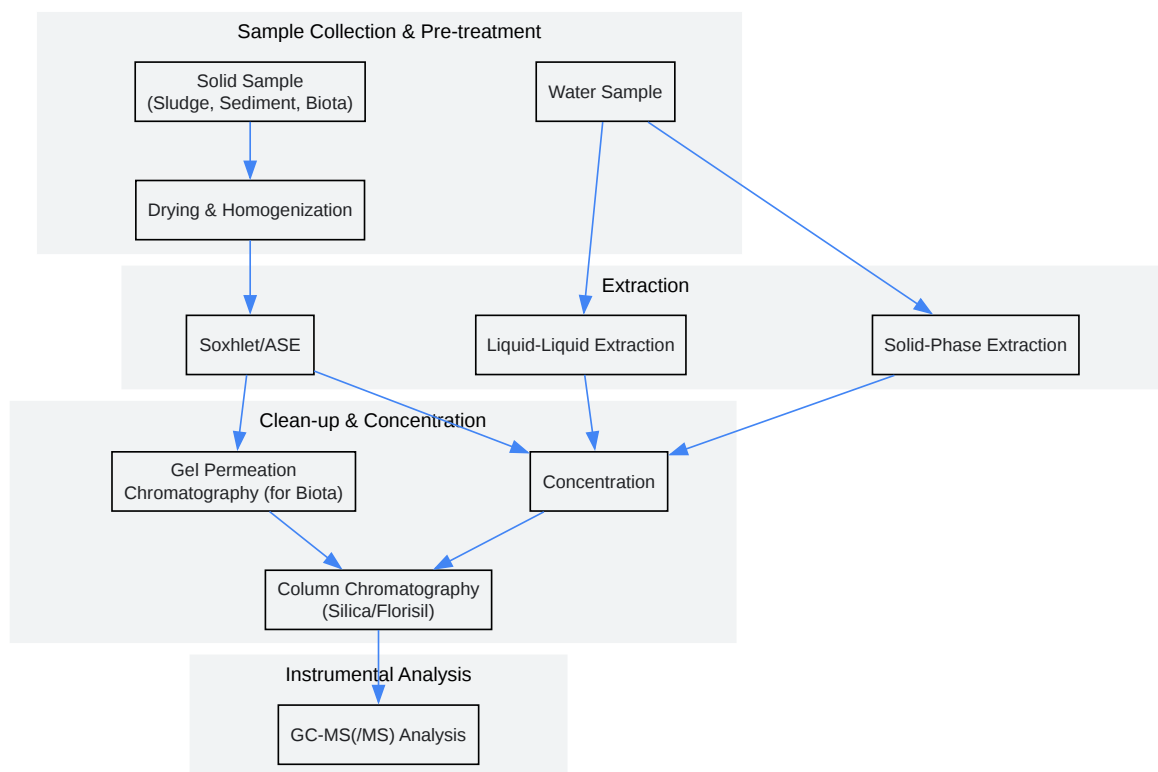 Sample Collection & Pre-treatment
Solid Sample
(Sludge, Sediment, Biota)
Water Sample
Drying & Homogenization
Extraction
Soxhlet/ASE
Liquid-Liquid Extraction
Solid-Phase Extraction
Clean-up & Concentration
Gel Permeation
Chromatography (for Biota)
Concentration
Column Chromatography
(Silica/Florisil)
Instrumental Analysis
GC-MS(/MS) Analysis